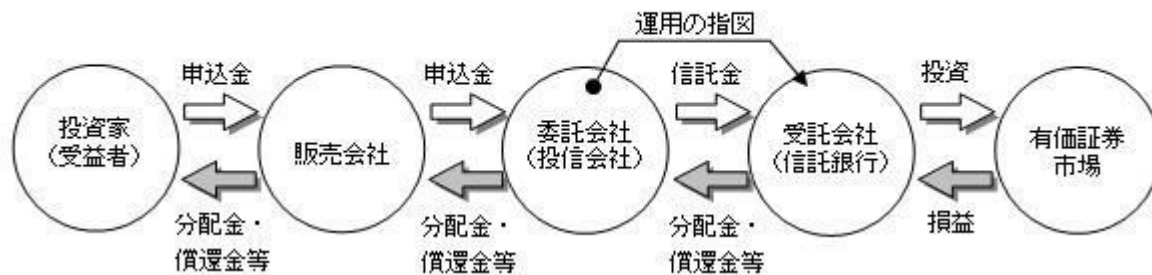 運用の指図
申込金
申込金
信託金
投資
投資家
(受益者)
販売会社
委託会社
(投信会社)
受託会社
(信託銀行)
有価証券
市場
分配金・
償還金等
分配金・
償還金等
分配金・
償還金等
損益